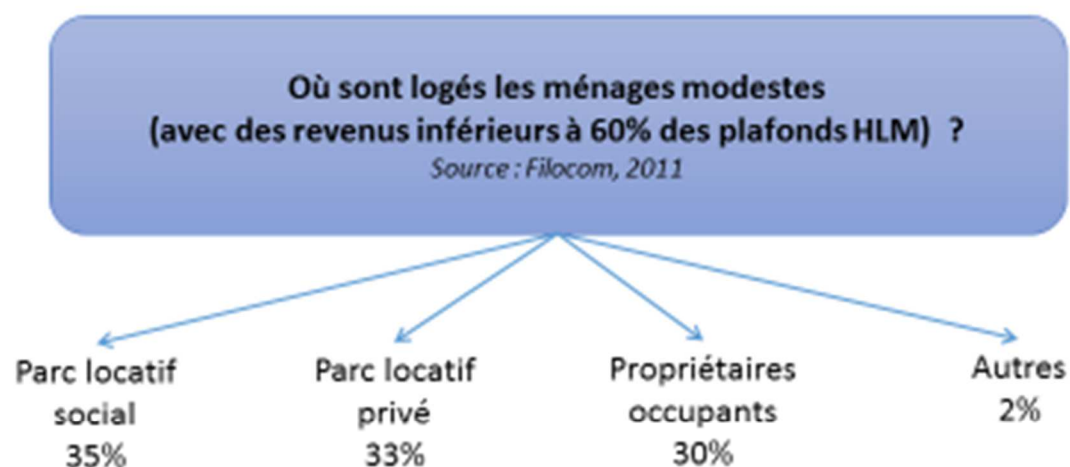 Où sont logés les ménages modestes
(avec des revenus inférieurs à 60% des plafonds HLM) ?
Source : Filocom, 2011
Parc locatif
social
35%
Parc locatif
privé
33%
Propriétaires
occupants
30%
Autres
2%